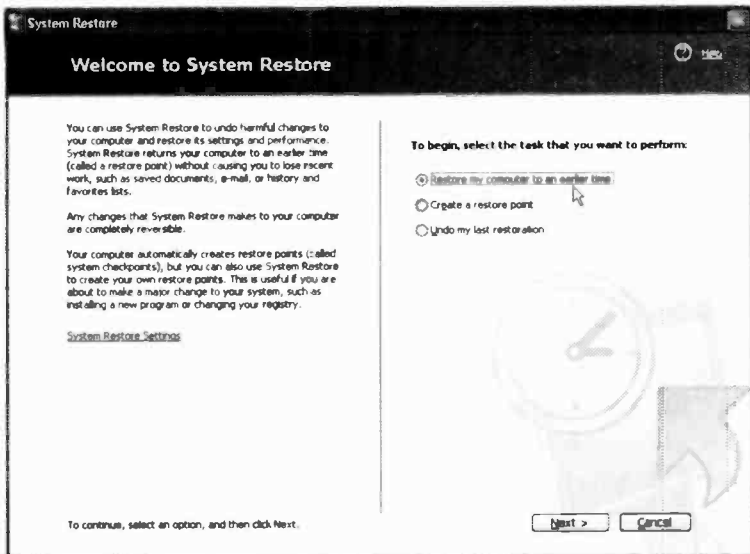 System Restore
Welcome to System Restore
Help
You can use System Restore to undo harmful changes to
your computer and restore its settings and performance.
System Restore returns your computer to an earlier time
(called a restore point) without causing you to lose recent
work, such as saved documents, e-mail, or history and
favorites lists.
Any changes that System Restore makes to your computer
are completely reversible.
Your computer automatically creates restore points (called
system checkpoints), but you can also use System Restore
to create your own restore points. This is useful if you are
about to make a major change to your system, such as
installing a new program or changing your registry.
System Restore Settings
To begin, select the task that you want to perform:
Restore my computer to an earlier time
Create a restore point
Undo my last restoration
To continue, select an option, and then click Next.
Next >
Cancel